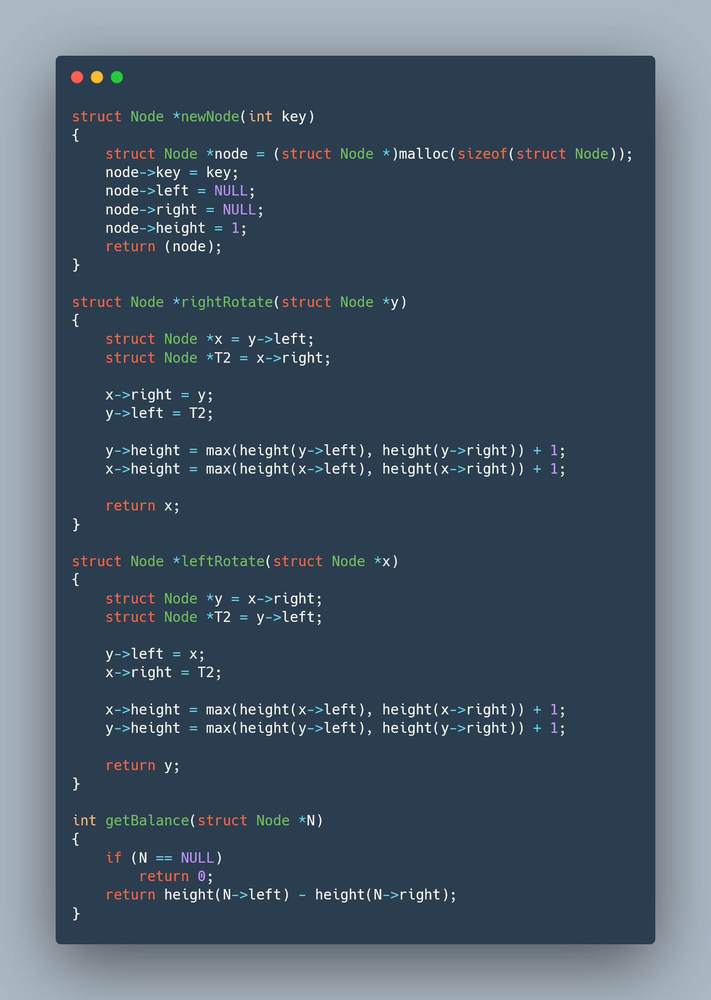 struct Node *newNode(int key)
{
    struct Node *node = (struct Node *)malloc(sizeof(struct Node));
    node->key = key;
    node->left = NULL;
    node->right = NULL;
    node->height = 1;
    return (node);
}

struct Node *rightRotate(struct Node *y)
{
    struct Node *x = y->left;
    struct Node *T2 = x->right;

    x->right = y;
    y->left = T2;

    y->height = max(height(y->left), height(y->right)) + 1;
    x->height = max(height(x->left), height(x->right)) + 1;

    return x;
}

struct Node *leftRotate(struct Node *x)
{
    struct Node *y = x->right;
    struct Node *T2 = y->left;

    y->left = x;
    x->right = T2;

    x->height = max(height(x->left), height(x->right)) + 1;
    y->height = max(height(y->left), height(y->right)) + 1;

    return y;
}

int getBalance(struct Node *N)
{
    if (N == NULL)
        return 0;
    return height(N->left) - height(N->right);
}